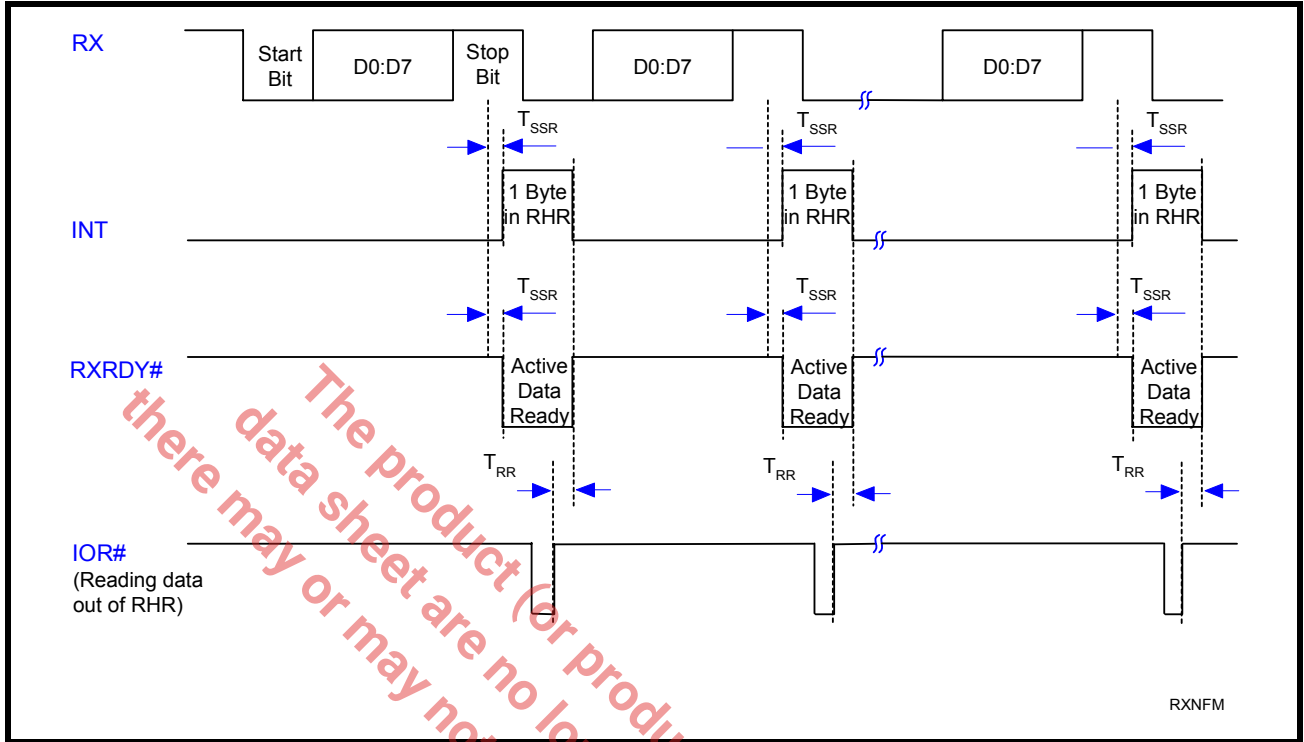 RX
Start
Bit
D0:D7
Stop
Bit
D0:D7
D0:D7
TSSR
TSSR
TSSR
INT
1 Byte
in RHR
1 Byte
in RHR
1 Byte
in RHR
TSSR
TSSR
TSSR
RXRDY#
Active
Data
Ready
Active
Data
Ready
Active
Data
Ready
TRR
TRR
TRR
IOR#
(Reading data
out of RHR)
The product (or produ
data sheet are no lo
there may or may not
RXNFM